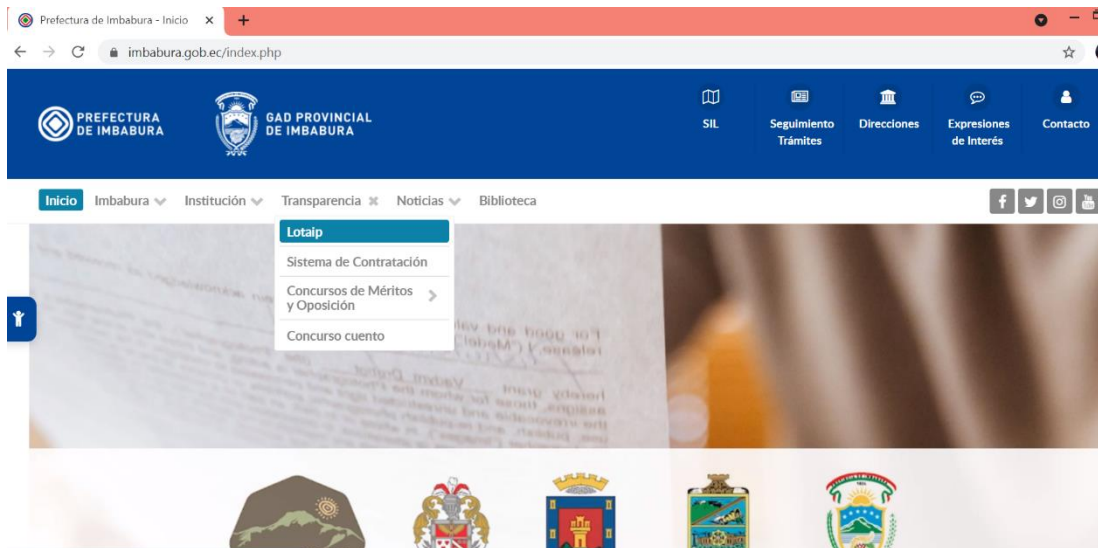 Prefectura de Imbabura - Inicio
imbabura.gob.ec/index.php
PREFECTURA
DE IMBABURA
GAD PROVINCIAL
DE IMBABURA
SIL
Seguimiento
Trámites
Direcciones
Expresiones
de Interés
Contacto
Inicio Imbabura Institución Transparencia Noticias Biblioteca
Lotaip
Sistema de Contratación
Concursos de Méritos
y Oposición
Concurso cuento